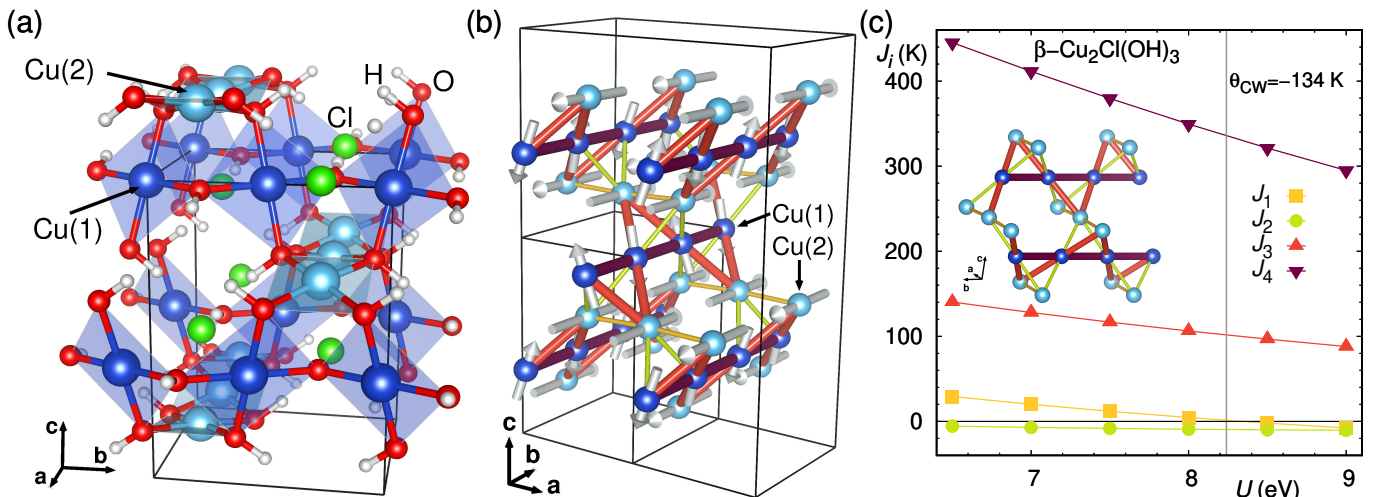 (a)
Cu(2)
H
O
Cl
Cu(1)
c
b
a
(b)
Cu(1)
Cu(2)
c
b
a
(c)
Jᵢ (K)
β−Cu₂Cl(OH)₃
θCW=−134 K
400
300
200
100
0
J₁
J₂
J₃
J₄
c
a
b
7
8
9
U (eV)